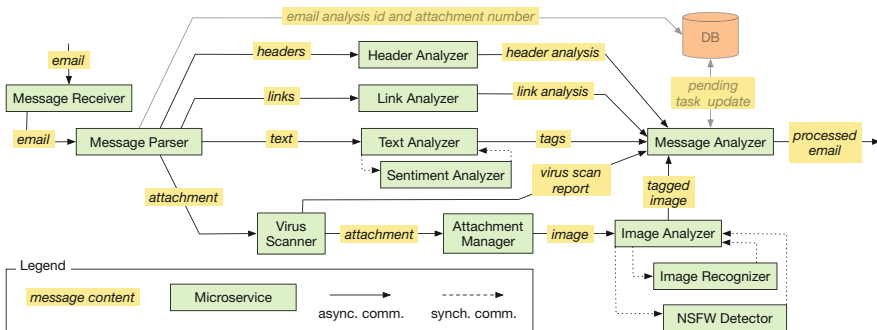 email analysis id and attachment number
DB
email
headers
Header Analyzer
header analysis
pending
task update
Message Receiver
links
Link Analyzer
link analysis
email
Message Parser
text
Text Analyzer
tags
Message Analyzer
processed
email
Sentiment Analyzer
virus scan
report
attachment
tagged
image
Virus
Scanner
attachment
Attachment
Manager
image
Image Analyzer
Legend
Image Recognizer
message content
Microservice
async. comm.
synch. comm.
NSFW Detector